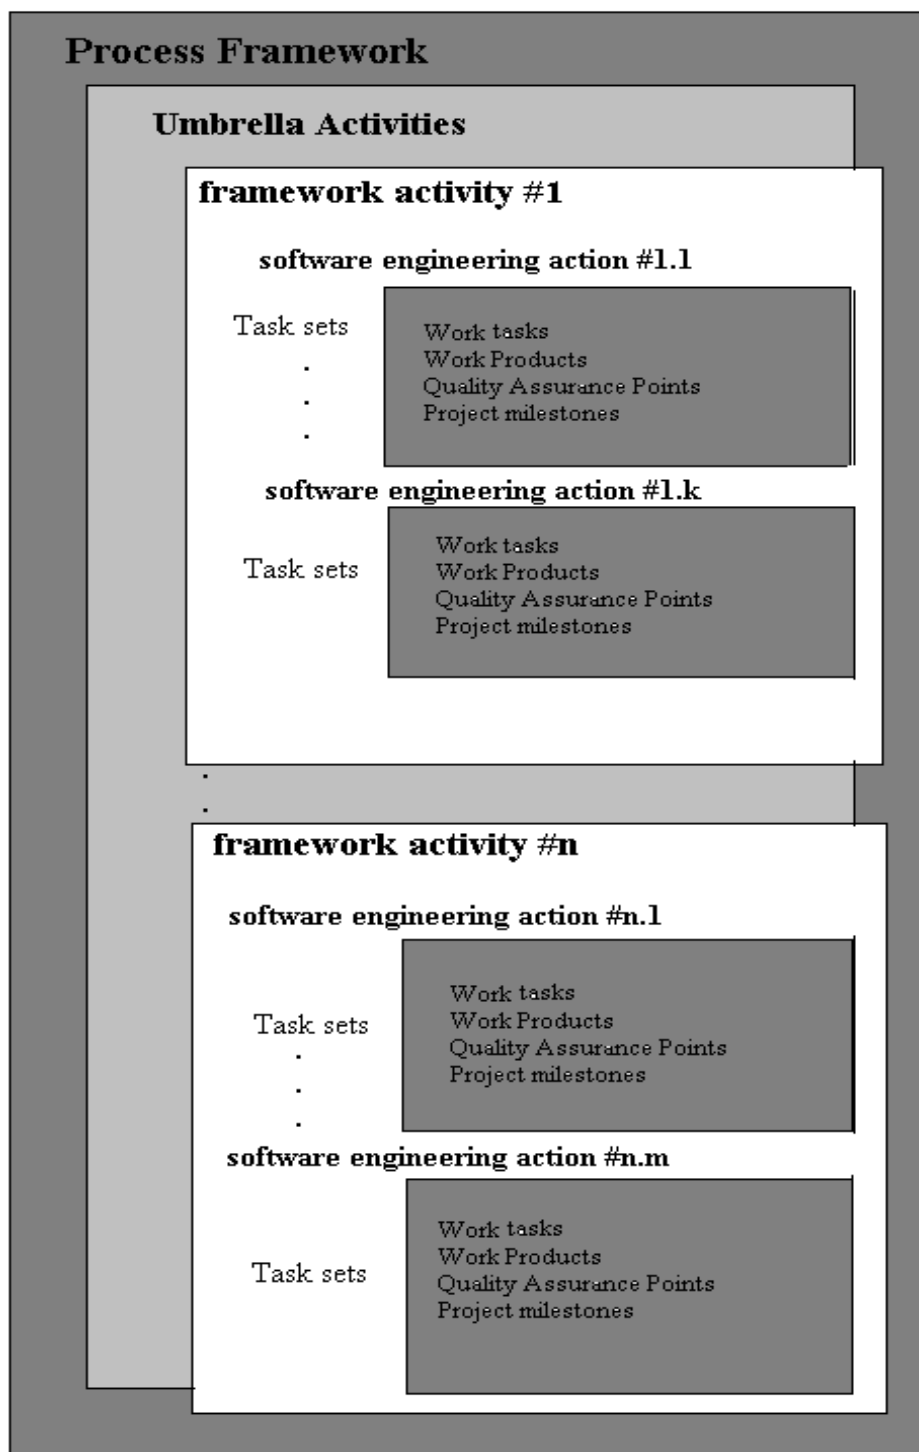 Process Framework
Umbrella Activities
framework activity #1
software engineering action #1.1
Task sets
Work tasks
Work Products
Quality Assurance Points
Project milestones
.
.
.
software engineering action #1.k
Task sets
Work tasks
Work Products
Quality Assurance Points
Project milestones
.
.
framework activity #n
software engineering action #n.1
Task sets
Work tasks
Work Products
Quality Assurance Points
Project milestones
.
.
.
software engineering action #n.m
Task sets
Work tasks
Work Products
Quality Assurance Points
Project milestones